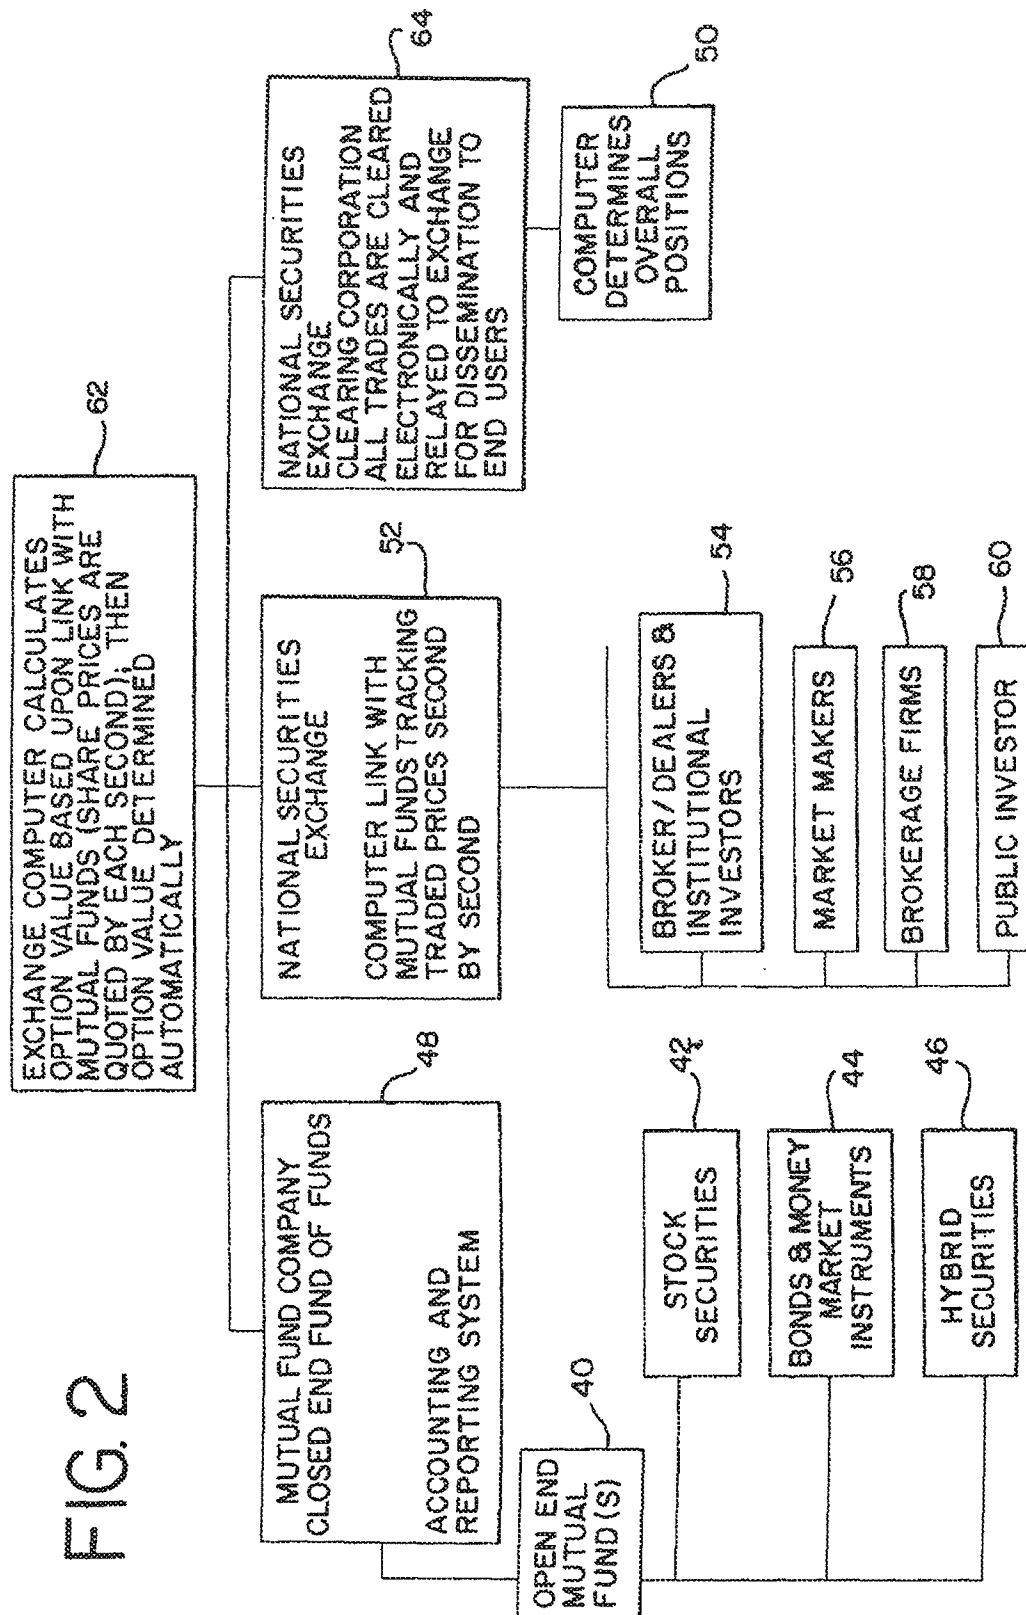 FIG. 2
EXCHANGE COMPUTER CALCULATES
OPTION VALUE BASED UPON LINK WITH
MUTUAL FUNDS (SHARE PRICES ARE
QUOTED BY EACH SECOND); THEN
OPTION VALUE DETERMINED
AUTOMATICALLY
62
MUTUAL FUND COMPANY
CLOSED END FUND OF FUNDS
ACCOUNTING AND
REPORTING SYSTEM
48
OPEN END
MUTUAL
FUND(S)
40
STOCK
SECURITIES
42
BONDS & MONEY
MARKET
INSTRUMENTS
44
HYBRID
SECURITIES
46
NATIONAL SECURITIES
EXCHANGE
COMPUTER LINK WITH
MUTUAL FUNDS TRACKING
TRADED PRICES SECOND
BY SECOND
52
BROKER/DEALERS &
INSTITUTIONAL
INVESTORS
54
MARKET MAKERS
56
BROKERAGE FIRMS
58
PUBLIC INVESTOR
60
NATIONAL SECURITIES
EXCHANGE
CLEARING CORPORATION
ALL TRADES ARE CLEARED
ELECTRONICALLY AND
RELAYED TO EXCHANGE
FOR DISSEMINATION TO
END USERS
64
COMPUTER
DETERMINES
OVERALL
POSITIONS
50